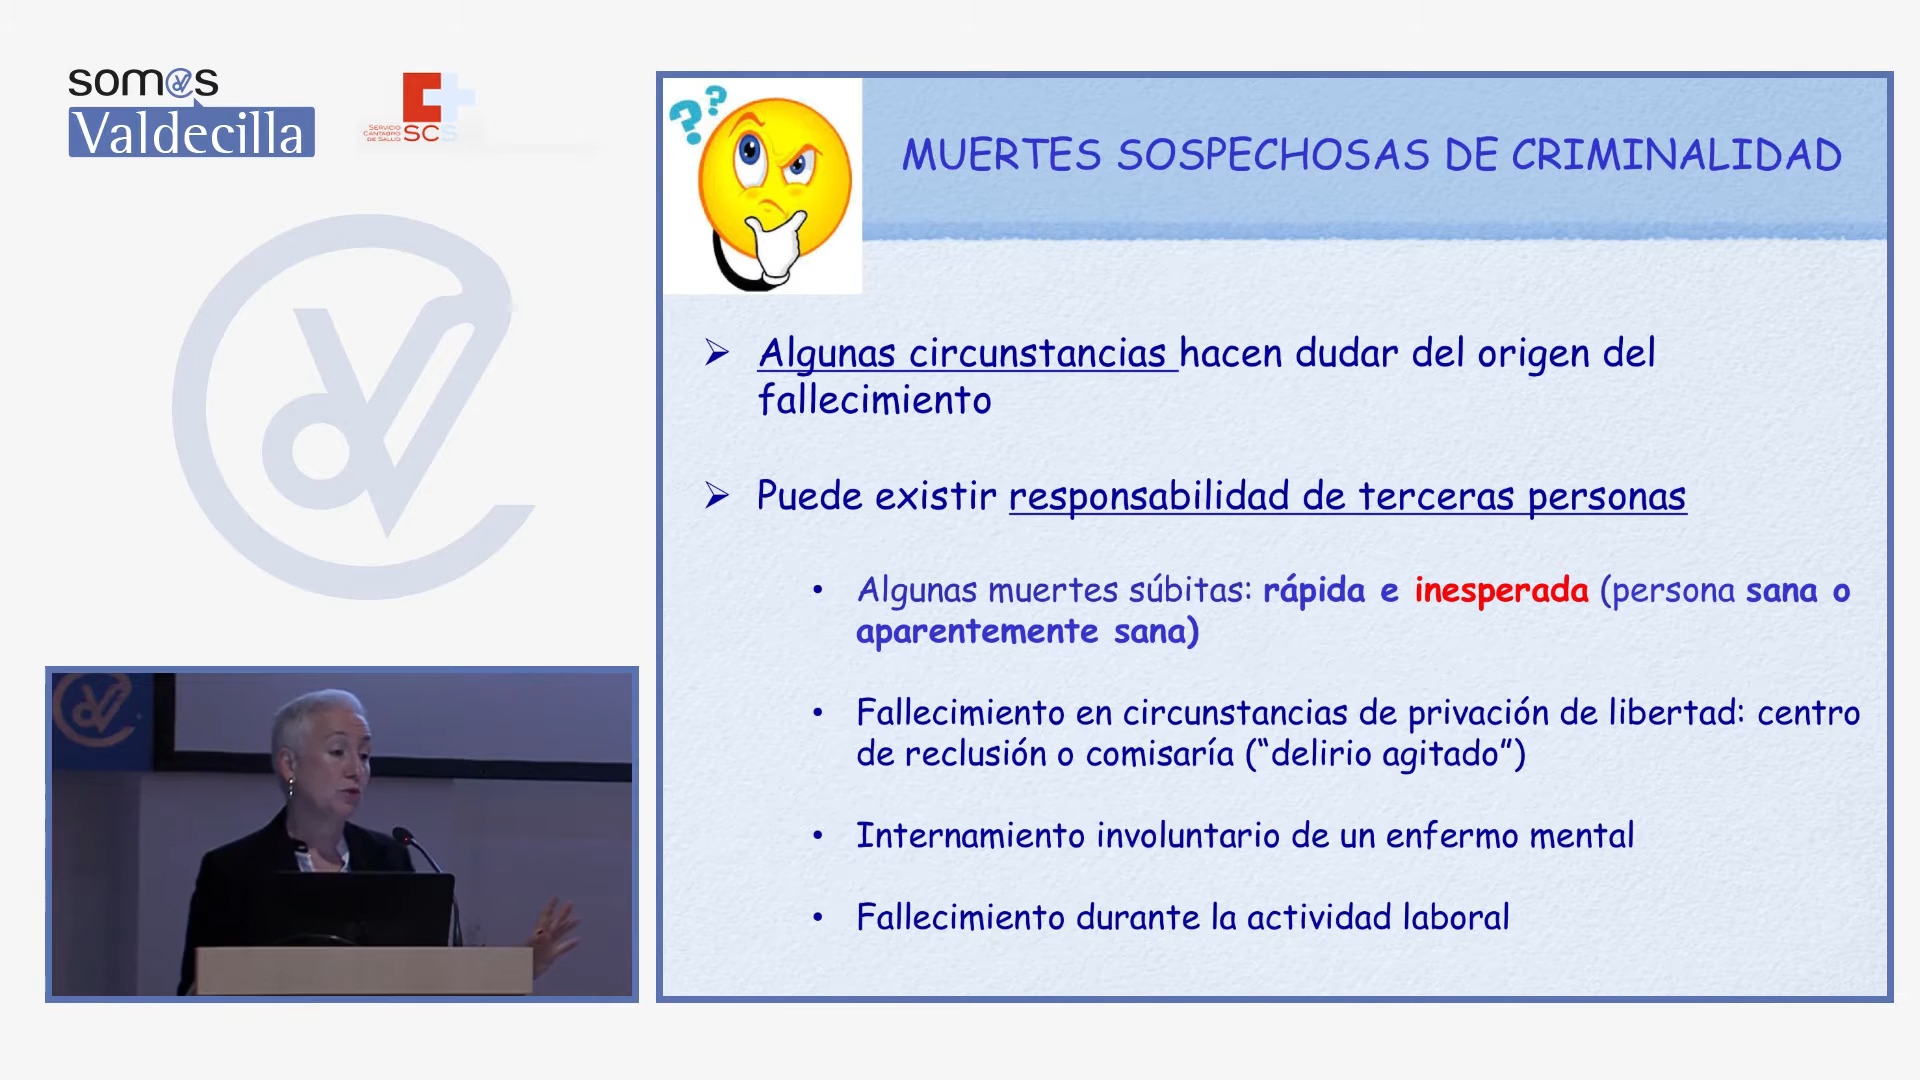 som@s
Valdecilla
SERVICIO
CÁNTABRO
DE SALUD
SCS
??
MUERTES SOSPECHOSAS DE CRIMINALIDAD
➢ Algunas circunstancias hacen dudar del origen del
fallecimiento
➢ Puede existir responsabilidad de terceras personas
• Algunas muertes súbitas: rápida e inesperada (persona sana o
aparentemente sana)
• Fallecimiento en circunstancias de privación de libertad: centro
de reclusión o comisaría (“delirio agitado”)
• Internamiento involuntario de un enfermo mental
• Fallecimiento durante la actividad laboral